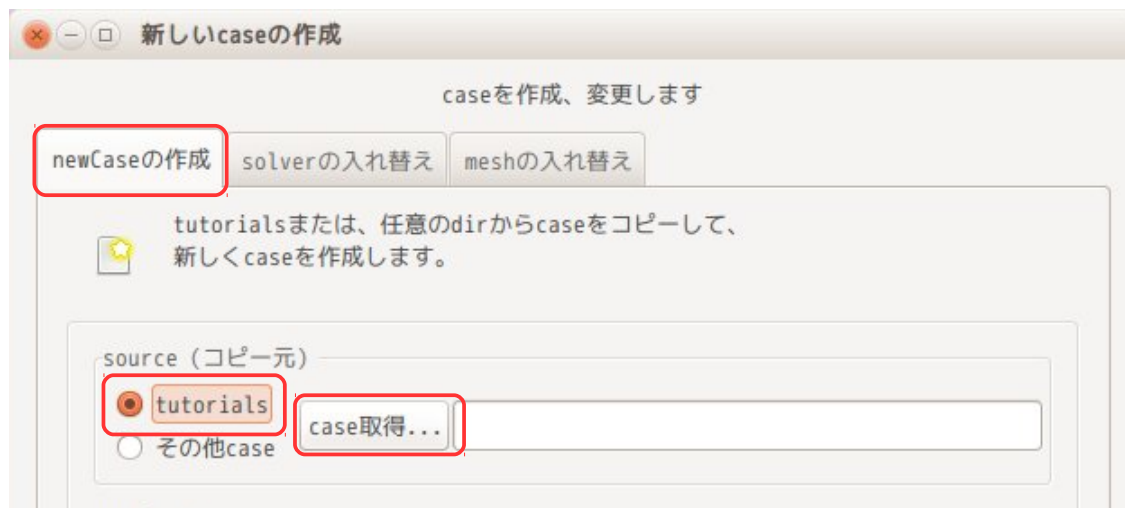 新しいcaseの作成
caseを作成、変更します
newCaseの作成 solverの入れ替え meshの入れ替え
tutorialsまたは、任意のdirからcaseをコピーして、
新しくcaseを作成します。
source (コピー元)
tutorials
case取得...
その他case